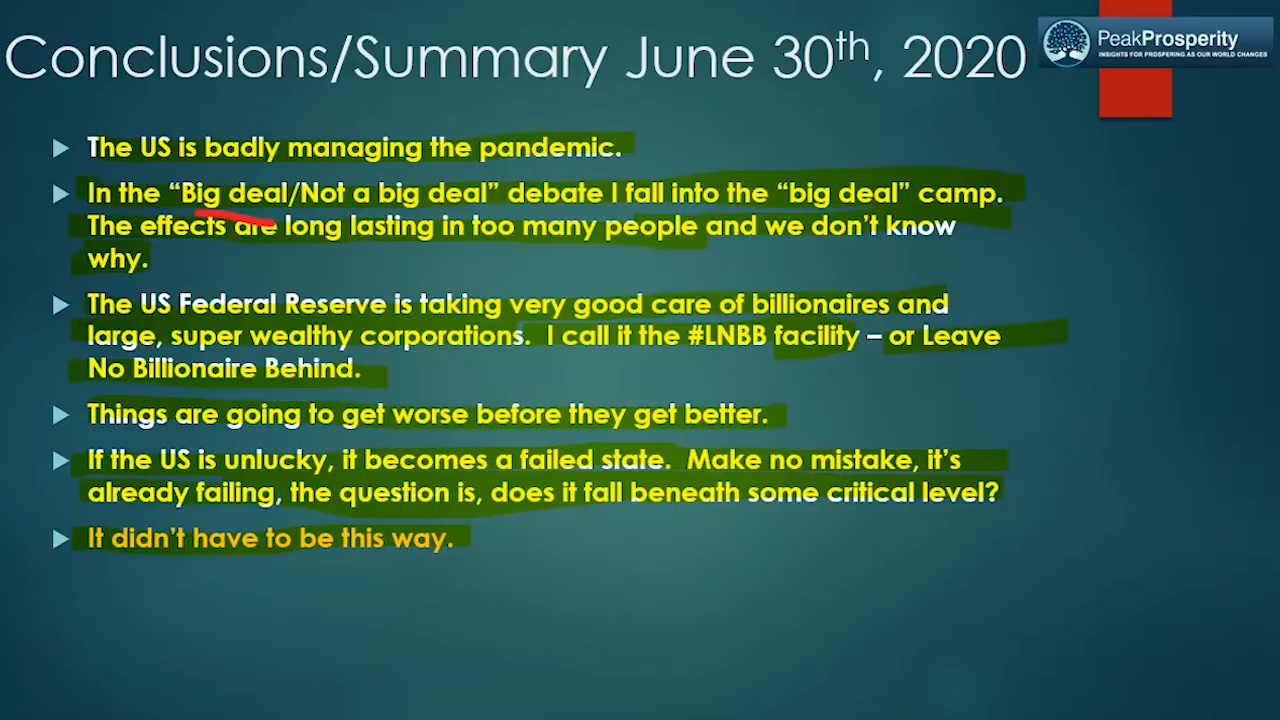 Conclusions/Summary June 30th, 2020
PeakProsperity
INSIGHTS FOR PROSPERING AS OUR WORLD CHANGES
The US is badly managing the pandemic.
In the “Big deal/Not a big deal” debate I fall into the “big deal” camp.
The effects are long lasting in too many people and we don’t know
why.
The US Federal Reserve is taking very good care of billionaires and
large, super wealthy corporations.  I call it the #LNBB facility – or Leave
No Billionaire Behind.
Things are going to get worse before they get better.
If the US is unlucky, it becomes a failed state.  Make no mistake, it’s
already failing, the question is, does it fall beneath some critical level?
It didn’t have to be this way.